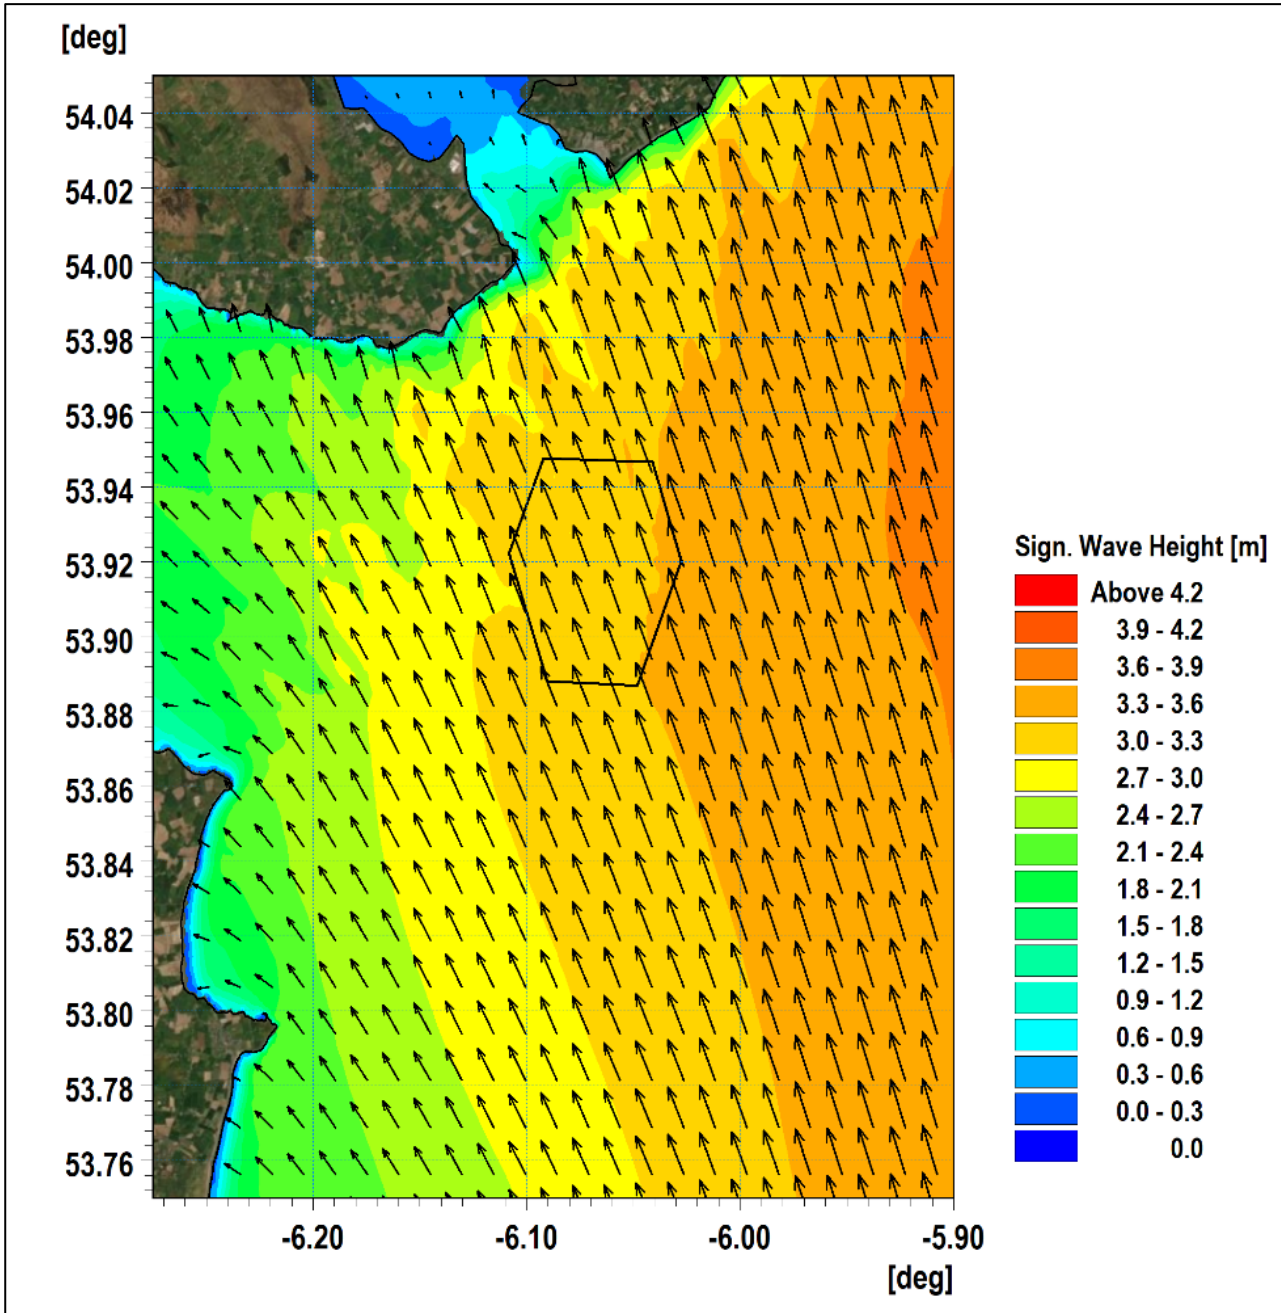 [deg]
54.04
54.02
54.00
53.98
53.96
53.94
53.92
53.90
53.88
53.86
53.84
53.82
53.80
53.78
53.76
-6.20 -6.10 -6.00 -5.90
[deg]
Sign. Wave Height [m]
Above 4.2
3.9 - 4.2
3.6 - 3.9
3.3 - 3.6
3.0 - 3.3
2.7 - 3.0
2.4 - 2.7
2.1 - 2.4
1.8 - 2.1
1.5 - 1.8
1.2 - 1.5
0.9 - 1.2
0.6 - 0.9
0.3 - 0.6
0.0 - 0.3
0.0